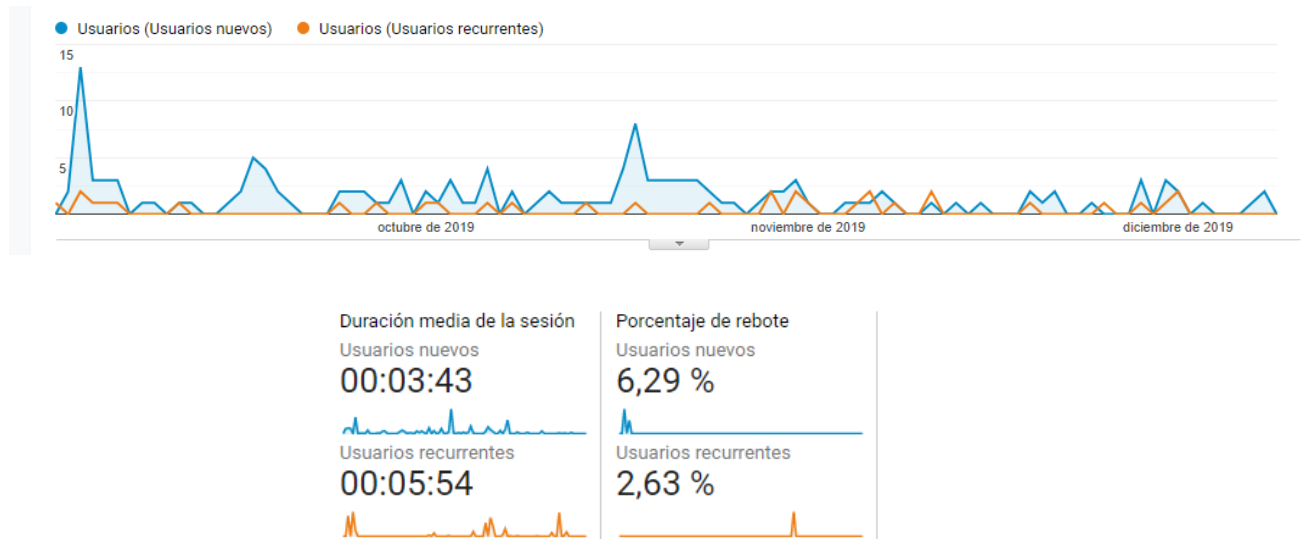 Usuarios (Usuarios nuevos) Usuarios (Usuarios recurrentes)
15
10
5
octubre de 2019 noviembre de 2019 diciembre de 2019
Duración media de la sesión Porcentaje de rebote
Usuarios nuevos Usuarios nuevos
00:03:43 6,29 %
Usuarios recurrentes Usuarios recurrentes
00:05:54 2,63 %